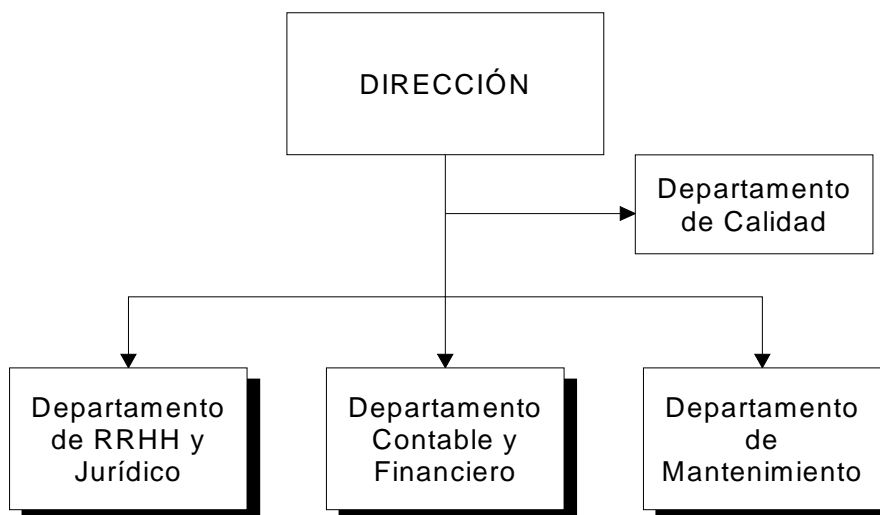 DIRECCIÓN
Departamento
de Calidad
Departamento
de RRHH y
Jurídico
Departamento
Contable y
Financiero
Departamento
de
Mantenimiento